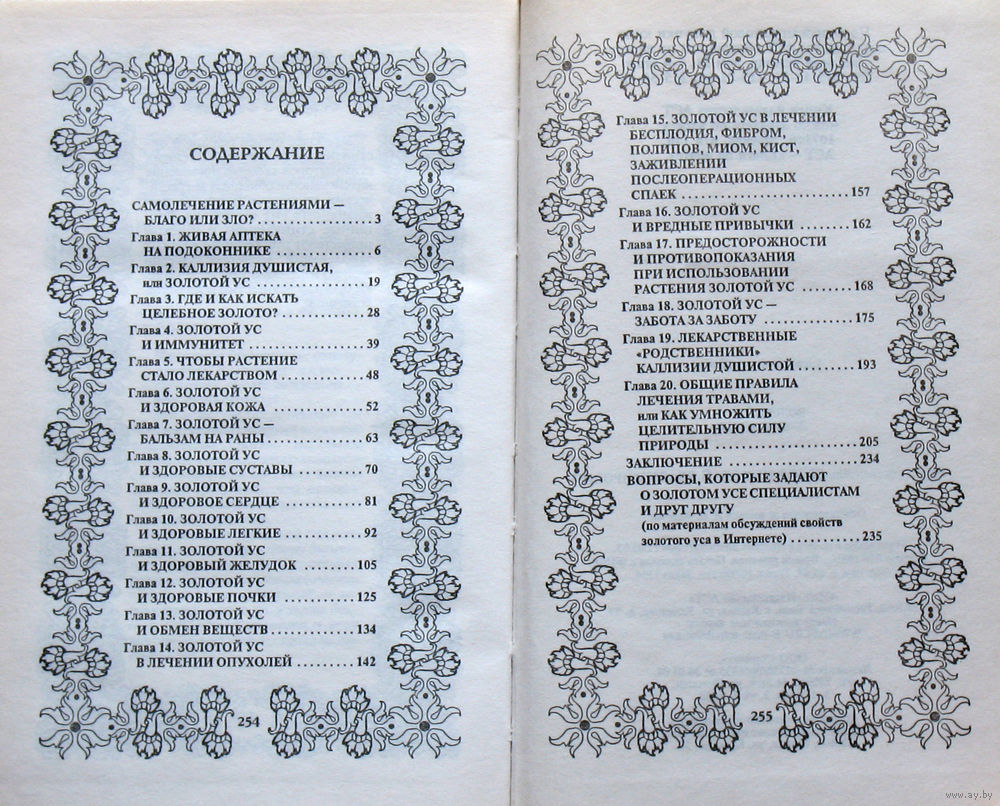 СОДЕРЖАНИЕ
САМОЛЕЧЕНИЕ РАСТЕНИЯМИ —
БЛАГО ИЛИ ЗЛО? ................. 3
Глава 1. ЖИВАЯ АПТЕКА
НА ПОДОКОННИКЕ ............... 6
Глава 2. КАЛЛИЗИЯ ДУШИСТАЯ,
или ЗОЛОТОЙ УС .................. 19
Глава 3. ГДЕ И КАК ИСКАТЬ
ЦЕЛЕБНОЕ ЗОЛОТО? ............. 28
Глава 4. ЗОЛОТОЙ УС
И ИММУНИТЕТ ................... 39
Глава 5. ЧТОБЫ РАСТЕНИЕ
СТАЛО ЛЕКАРСТВОМ ............. 48
Глава 6. ЗОЛОТОЙ УС
И ЗДОРОВАЯ КОЖА .............. 52
Глава 7. ЗОЛОТОЙ УС —
БАЛЬЗАМ НА РАНЫ ............... 63
Глава 8. ЗОЛОТОЙ УС
И ЗДОРОВЫЕ СУСТАВЫ .......... 70
Глава 9. ЗОЛОТОЙ УС
И ЗДОРОВОЕ СЕРДЦЕ ............ 81
Глава 10. ЗОЛОТОЙ УС
И ЗДОРОВЫЕ ЛЕГКИЕ ............ 92
Глава 11. ЗОЛОТОЙ УС
И ЗДОРОВЫЙ ЖЕЛУДОК ........ 105
Глава 12. ЗОЛОТОЙ УС
И ЗДОРОВЫЕ ПОЧКИ ........... 125
Глава 13. ЗОЛОТОЙ УС
И ОБМЕН ВЕЩЕСТВ ............. 134
Глава 14. ЗОЛОТОЙ УС
В ЛЕЧЕНИИ ОПУХОЛЕЙ ......... 142
254
Глава 15. ЗОЛОТОЙ УС В ЛЕЧЕНИИ
БЕСПЛОДИЯ, ФИБРОМ,
ПОЛИПОВ, МИОМ, КИСТ,
ЗАЖИВЛЕНИИ
ПОСЛЕОПЕРАЦИОННЫХ
СПАЕК .......................... 157
Глава 16. ЗОЛОТОЙ УС
И ВРЕДНЫЕ ПРИВЫЧКИ ........ 162
Глава 17. ПРЕДОСТОРОЖНОСТИ
И ПРОТИВОПОКАЗАНИЯ
ПРИ ИСПОЛЬЗОВАНИИ
РАСТЕНИЯ ЗОЛОТОЙ УС ........ 168
Глава 18. ЗОЛОТОЙ УС —
ЗАБОТА ЗА ЗАБОТУ .............. 175
Глава 19. ЛЕКАРСТВЕННЫЕ
«РОДСТВЕННИКИ»
КАЛЛИЗИИ ДУШИСТОЙ ......... 193
Глава 20. ОБЩИЕ ПРАВИЛА
ЛЕЧЕНИЯ ТРАВАМИ,
или КАК УМНОЖИТЬ
ЦЕЛИТЕЛЬНУЮ СИЛУ
ПРИРОДЫ ....................... 205
ЗАКЛЮЧЕНИЕ ..................... 234
ВОПРОСЫ, КОТОРЫЕ ЗАДАЮТ
О ЗОЛОТОМ УСЕ СПЕЦИАЛИСТАМ
И ДРУГ ДРУГУ
(по материалам обсуждений свойств
золотого уса в Интернете) ........... 235
255
www.ay.by